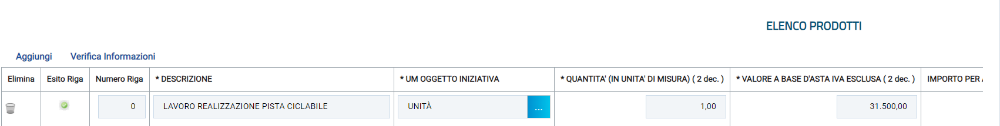 ELENCO PRODOTTI
Aggiungi Verifica Informazioni
Elimina Esito Riga Numero Riga * DESCRIZIONE * UM OGGETTO INIZIATIVA * QUANTITA' (IN UNITA' DI MISURA) ( 2 dec. ) * VALORE A BASE D'ASTA IVA ESCLUSA ( 2 dec. ) IMPORTO PER
0 LAVORO REALIZZAZIONE PISTA CICLABILE UNITÀ ... 1,00 31.500,00